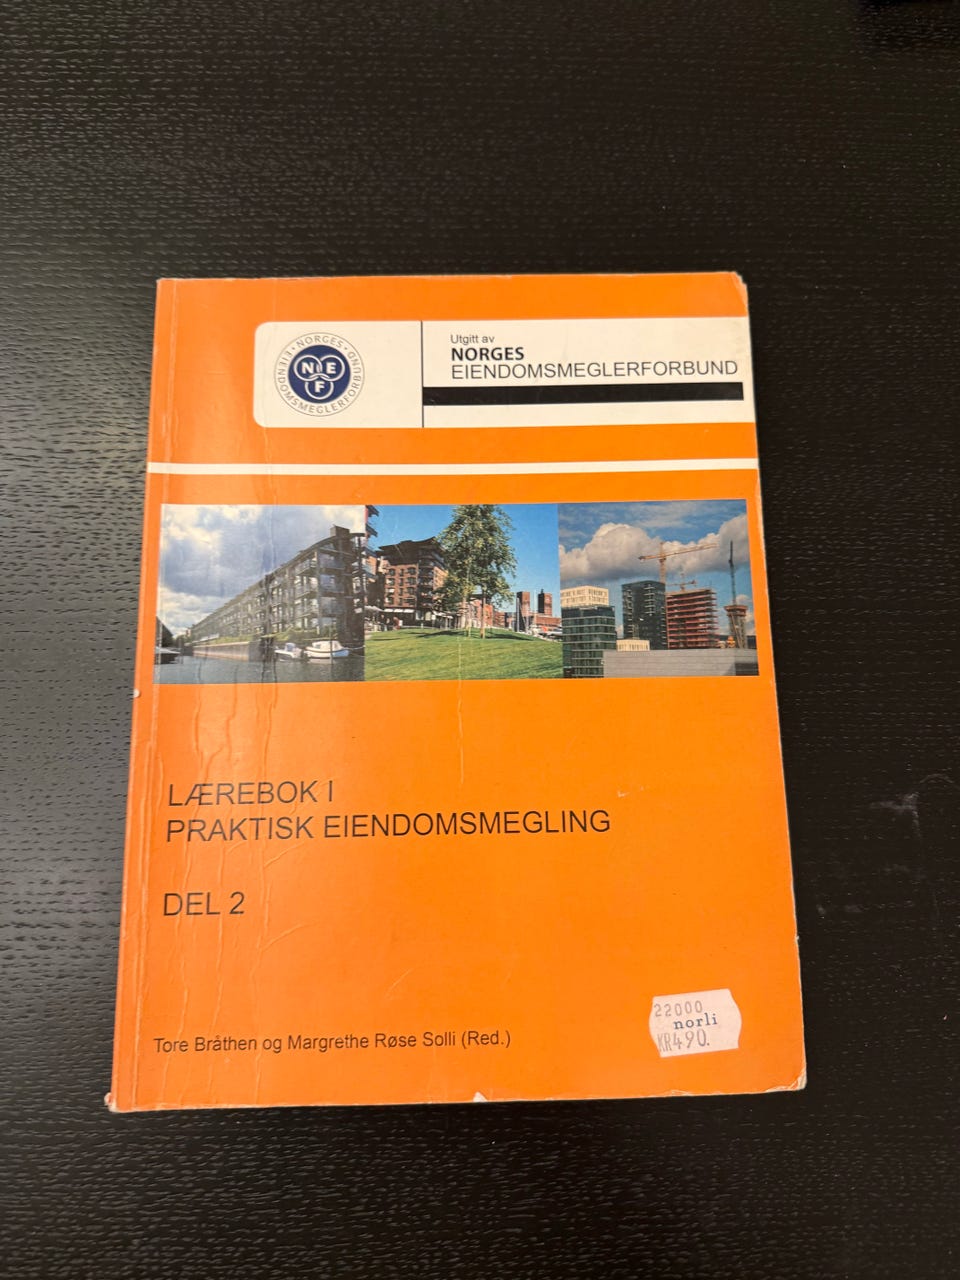 NORGES EIENDOMSMEGLERFORBUND
N E
F
Utgitt av
NORGES
EIENDOMSMEGLERFORBUND
LÆREBOK I
PRAKTISK EIENDOMSMEGLING
DEL 2
Tore Bråthen og Margrethe Røse Solli (Red.)
22000
norli
KR490.